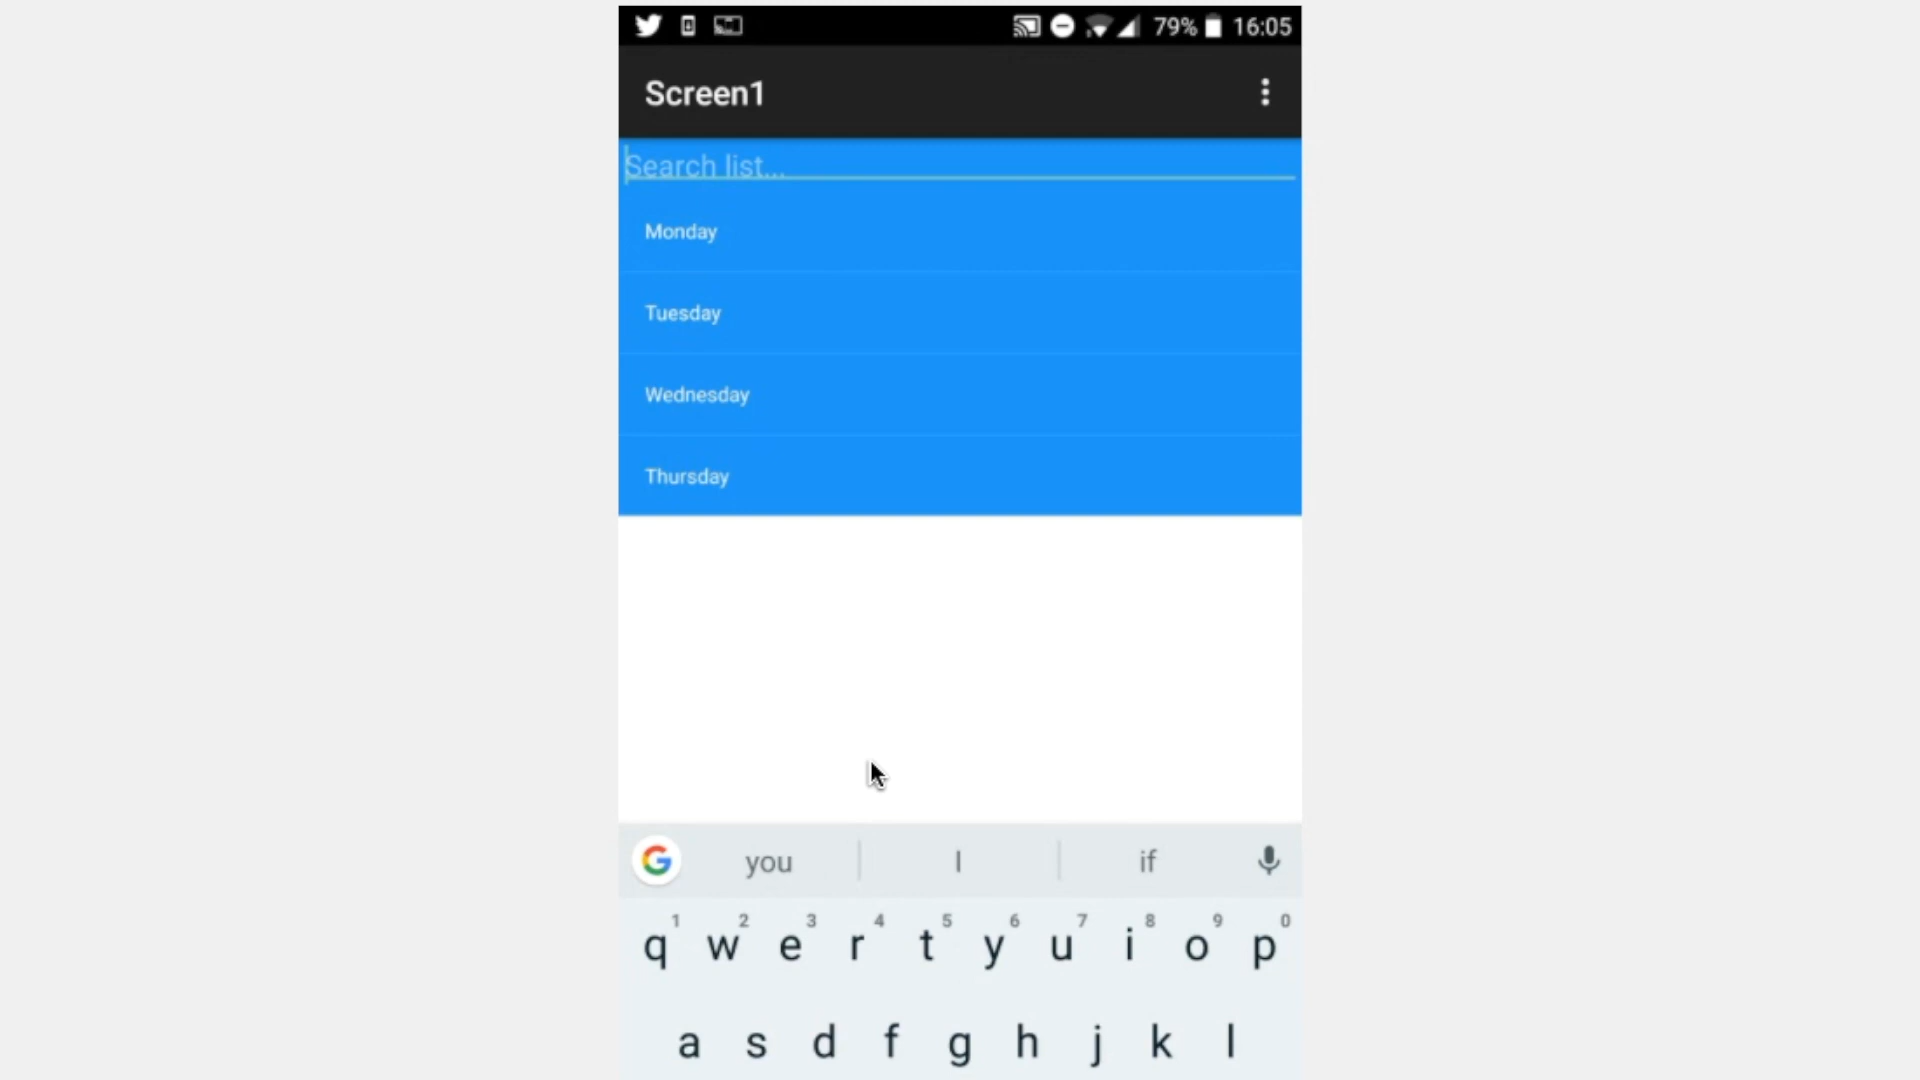 79% 16:05
Screen1
Search list...
Monday
Tuesday
Wednesday
Thursday
G you I if
1 2 3 4 5 6 7 8 9 0
q w e r t y u i o p
a s d f g h j k l